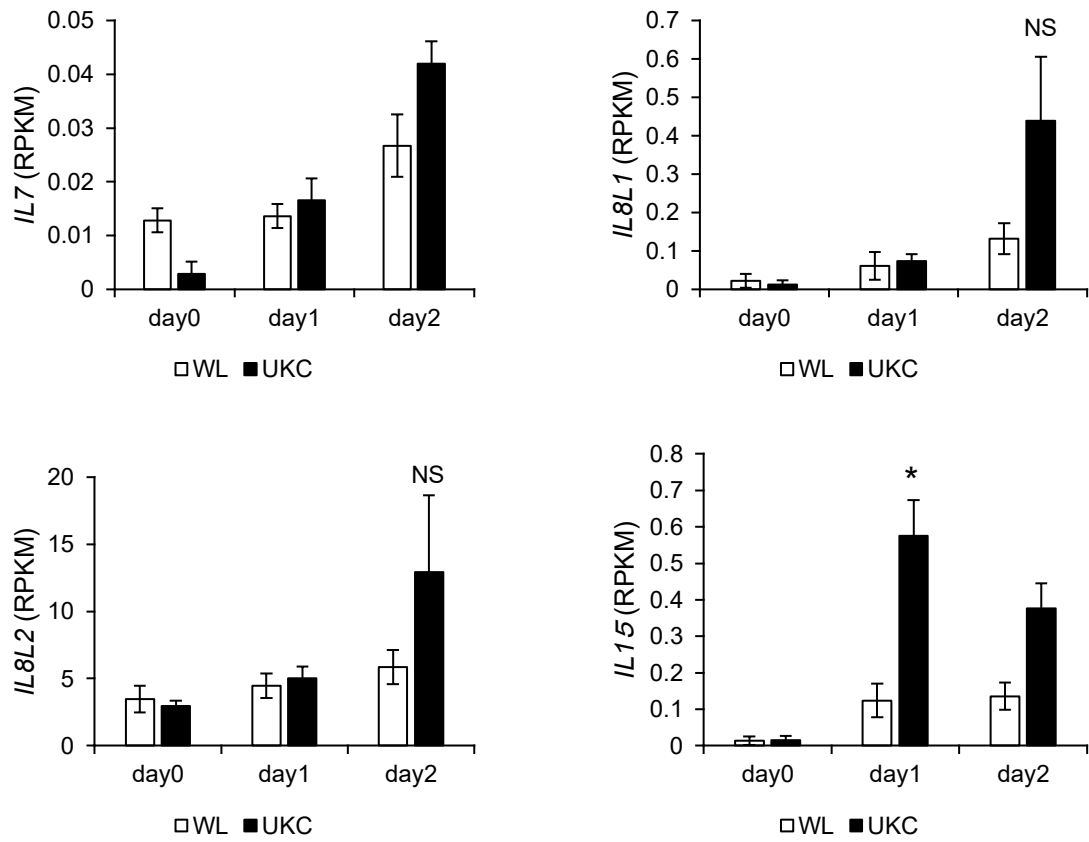 IL7 (RPKM)
0.05
0.04
0.03
0.02
0.01
0
day0 day1 day2
WL UKC
IL8L1 (RPKM)
0.7
0.6
0.5
0.4
0.3
0.2
0.1
0
NS
day0 day1 day2
WL UKC
IL8L2 (RPKM)
20
15
10
5
0
NS
day0 day1 day2
WL UKC
IL15 (RPKM)
0.8
0.7
0.6
0.5
0.4
0.3
0.2
0.1
0
*
day0 day1 day2
WL UKC